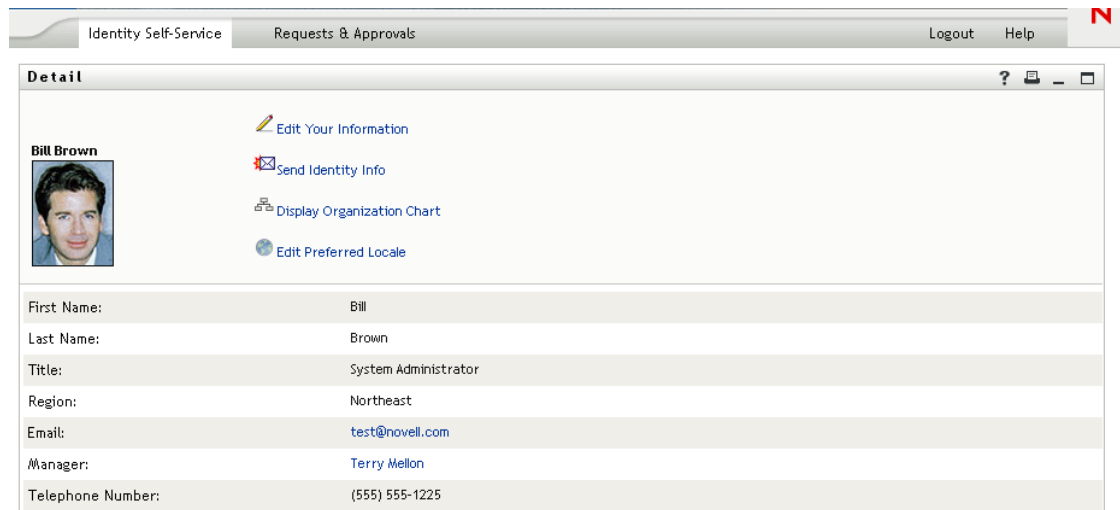 Identity Self-Service Requests & Approvals Logout Help N
Detail ?
Edit Your Information
Bill Brown
Send Identity Info
Display Organization Chart
Edit Preferred Locale
First Name: Bill
Last Name: Brown
Title: System Administrator
Region: Northeast
Email: test@novell.com
Manager: Terry Mellon
Telephone Number: (555) 555-1225